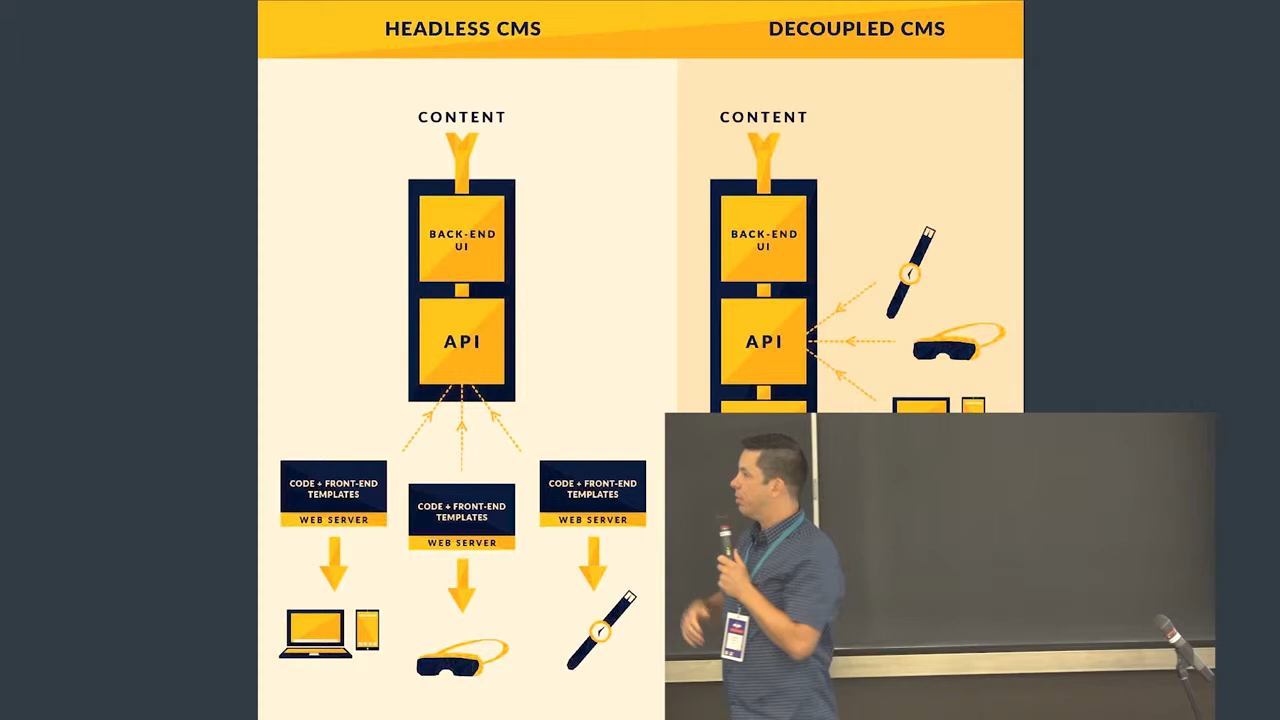 HEADLESS CMS
DECOUPLED CMS
CONTENT
BACK-END
UI
API
CODE + FRONT-END
TEMPLATES
WEB SERVER
CODE + FRONT-END
TEMPLATES
WEB SERVER
CODE + FRONT-END
TEMPLATES
WEB SERVER
CONTENT
BACK-END
UI
API